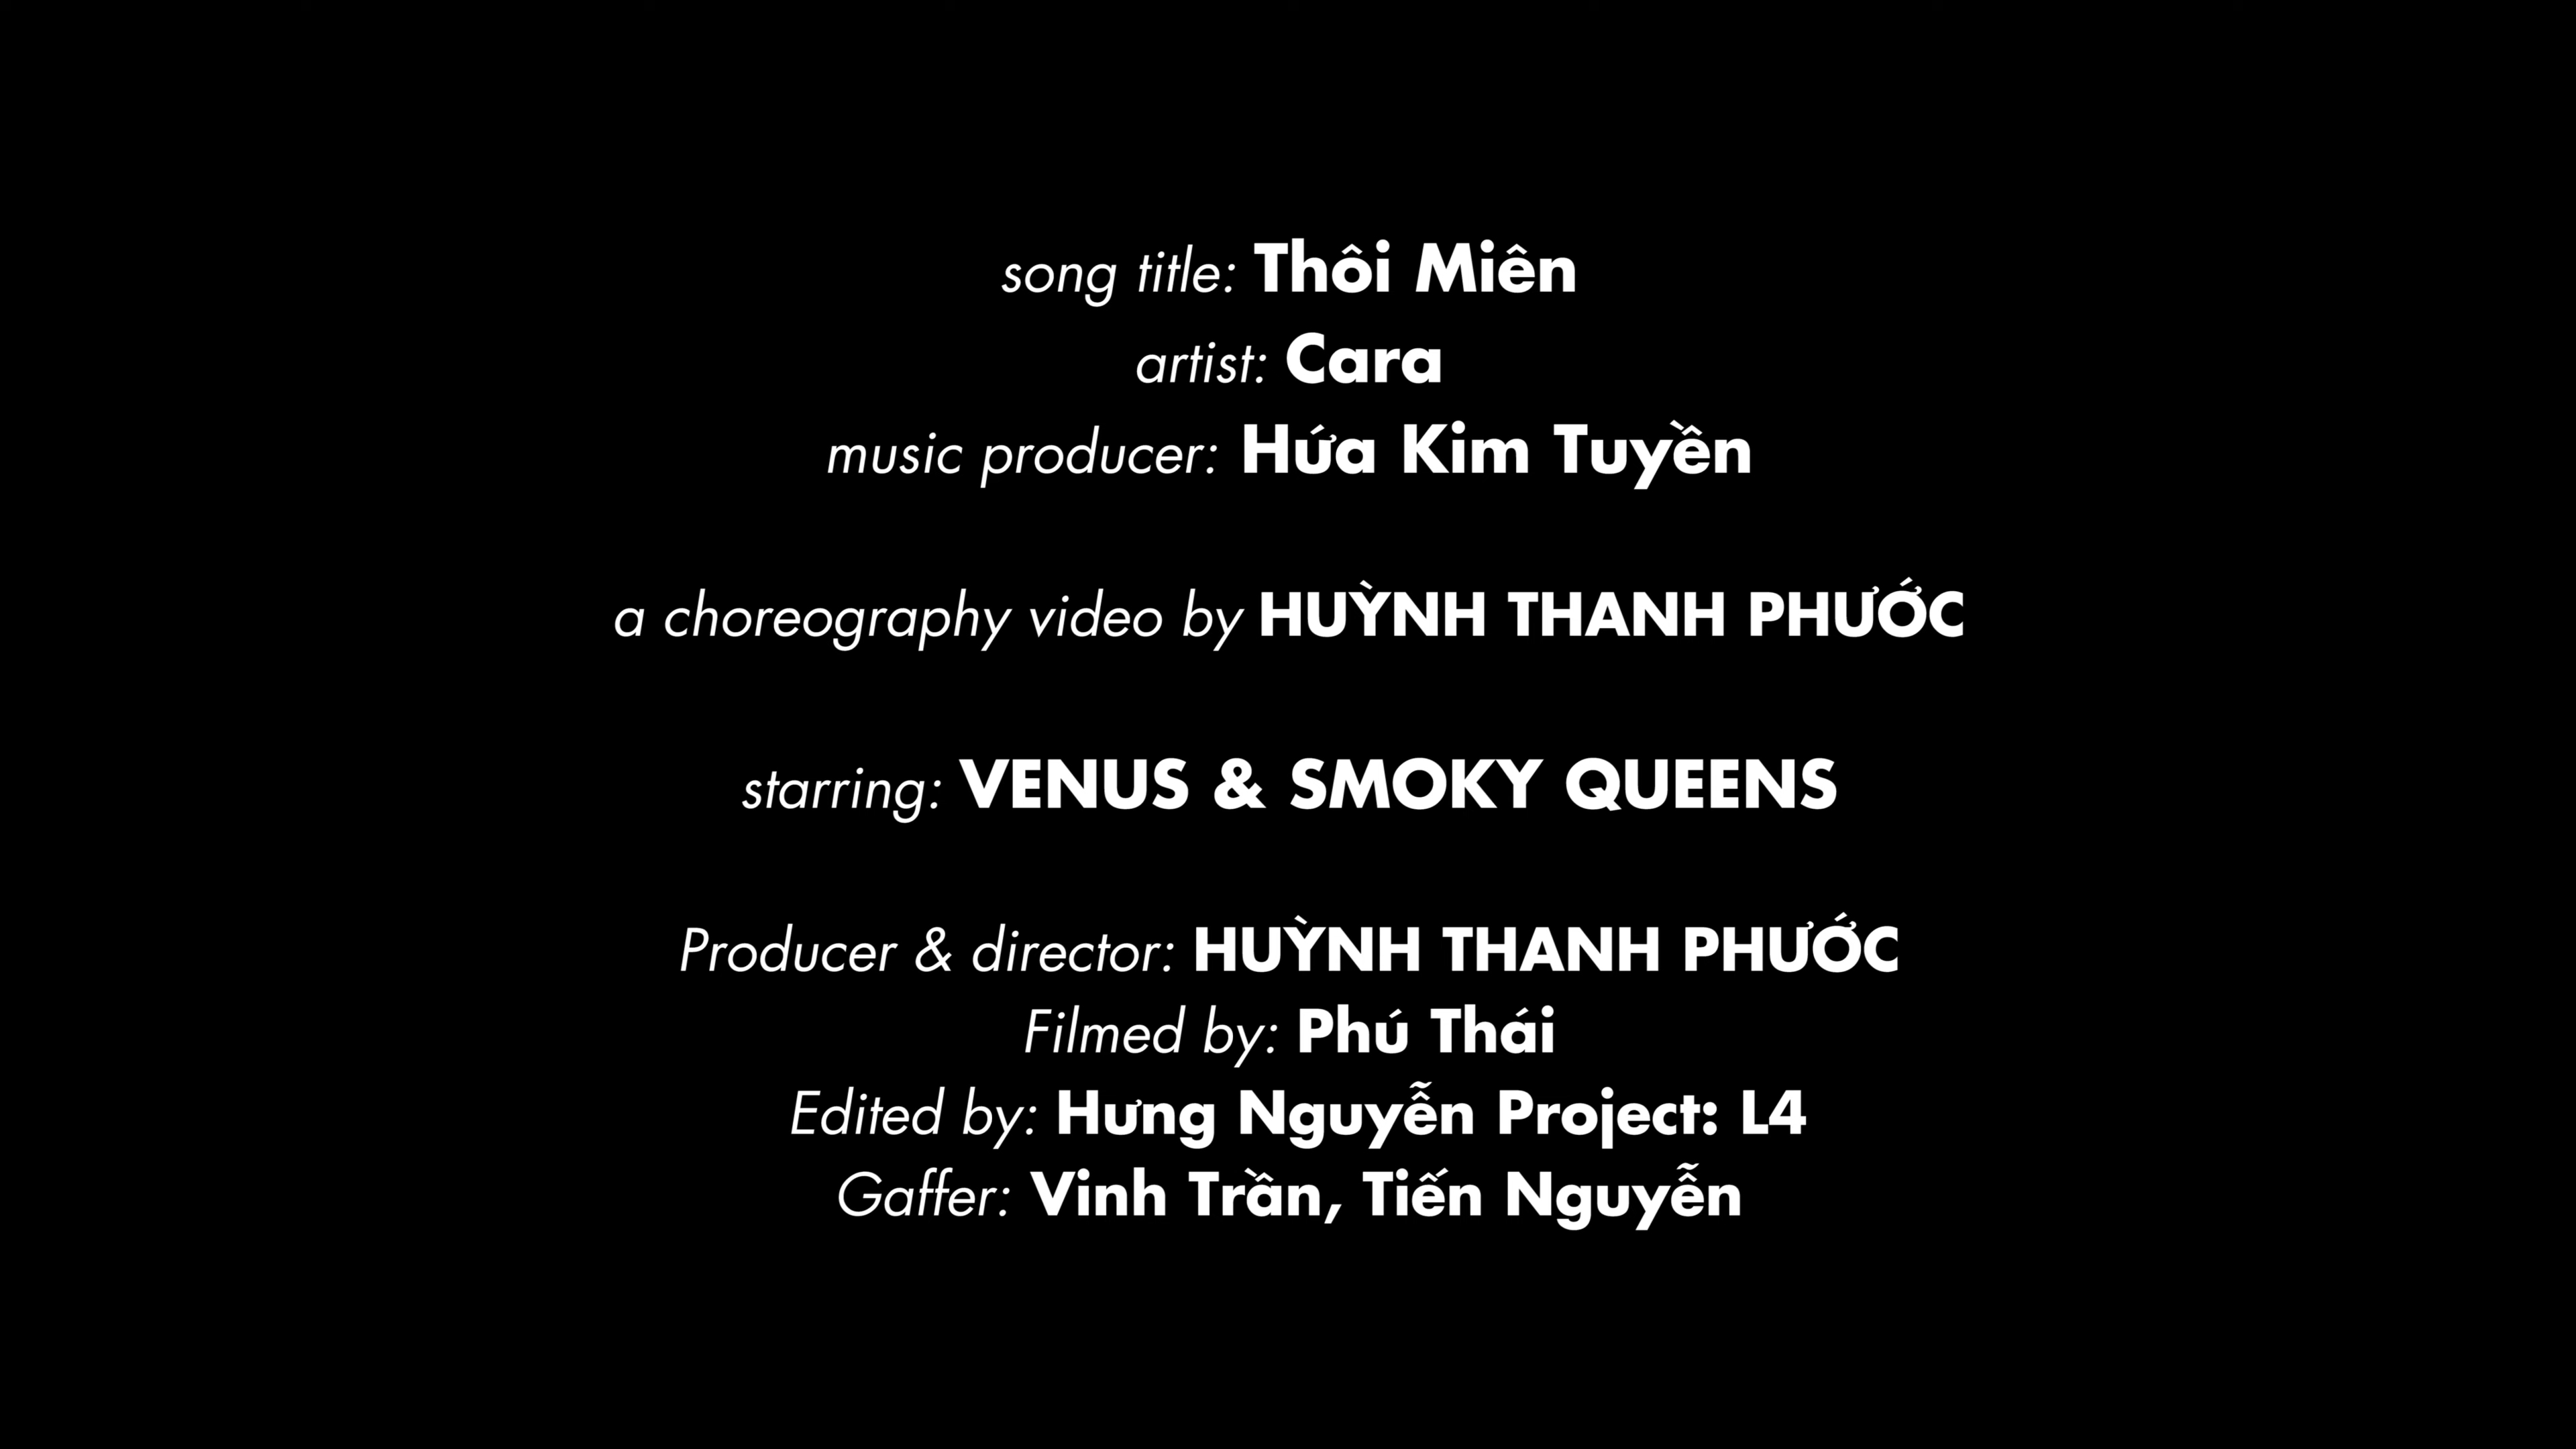 song title: Thôi Miên
artist: Cara
music producer: Hứa Kim Tuyền
a choreography video by HUỲNH THANH PHƯỚC
starring: VENUS & SMOKY QUEENS
Producer & director: HUỲNH THANH PHƯỚC
Filmed by: Phú Thái
Edited by: Hưng Nguyễn Project: L4
Gaffer: Vinh Trần, Tiến Nguyễn